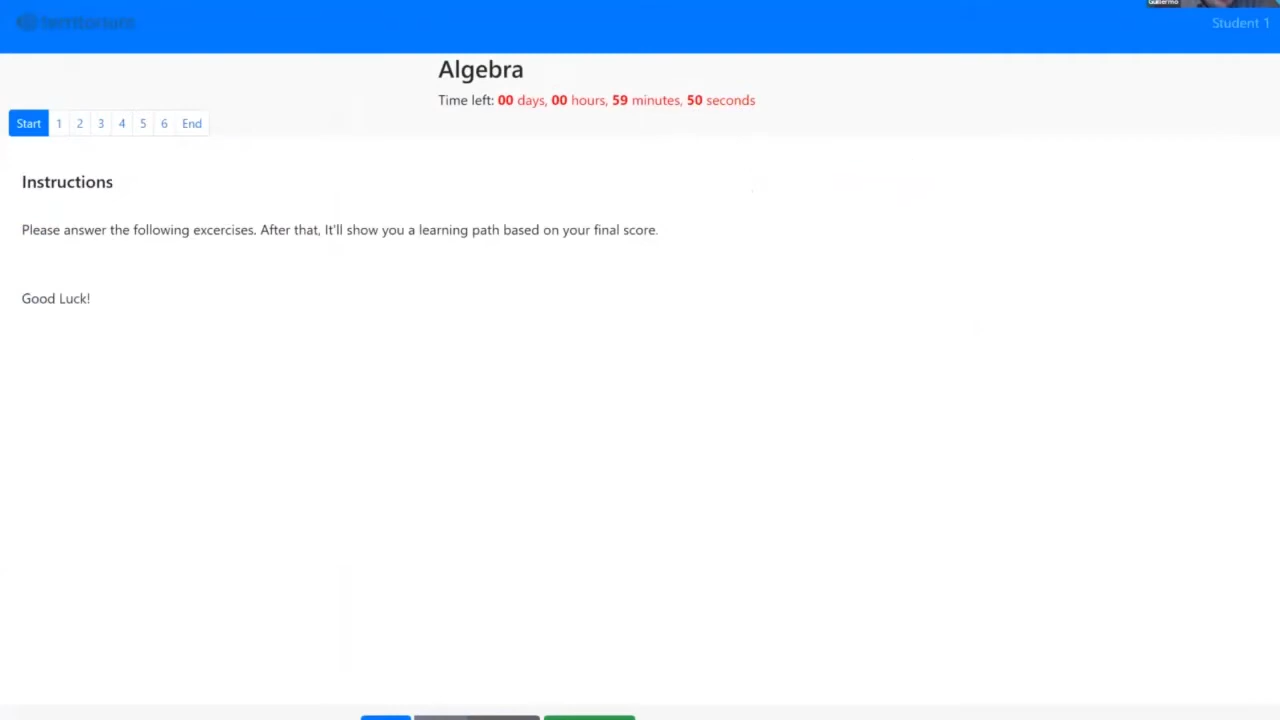 territorium
Guillermo
Student 1
Algebra
Time left: 00 days, 00 hours, 59 minutes, 50 seconds
Start 1 2 3 4 5 6 End
Instructions
Please answer the following excercises. After that, It'll show you a learning path based on your final score.
Good Luck!